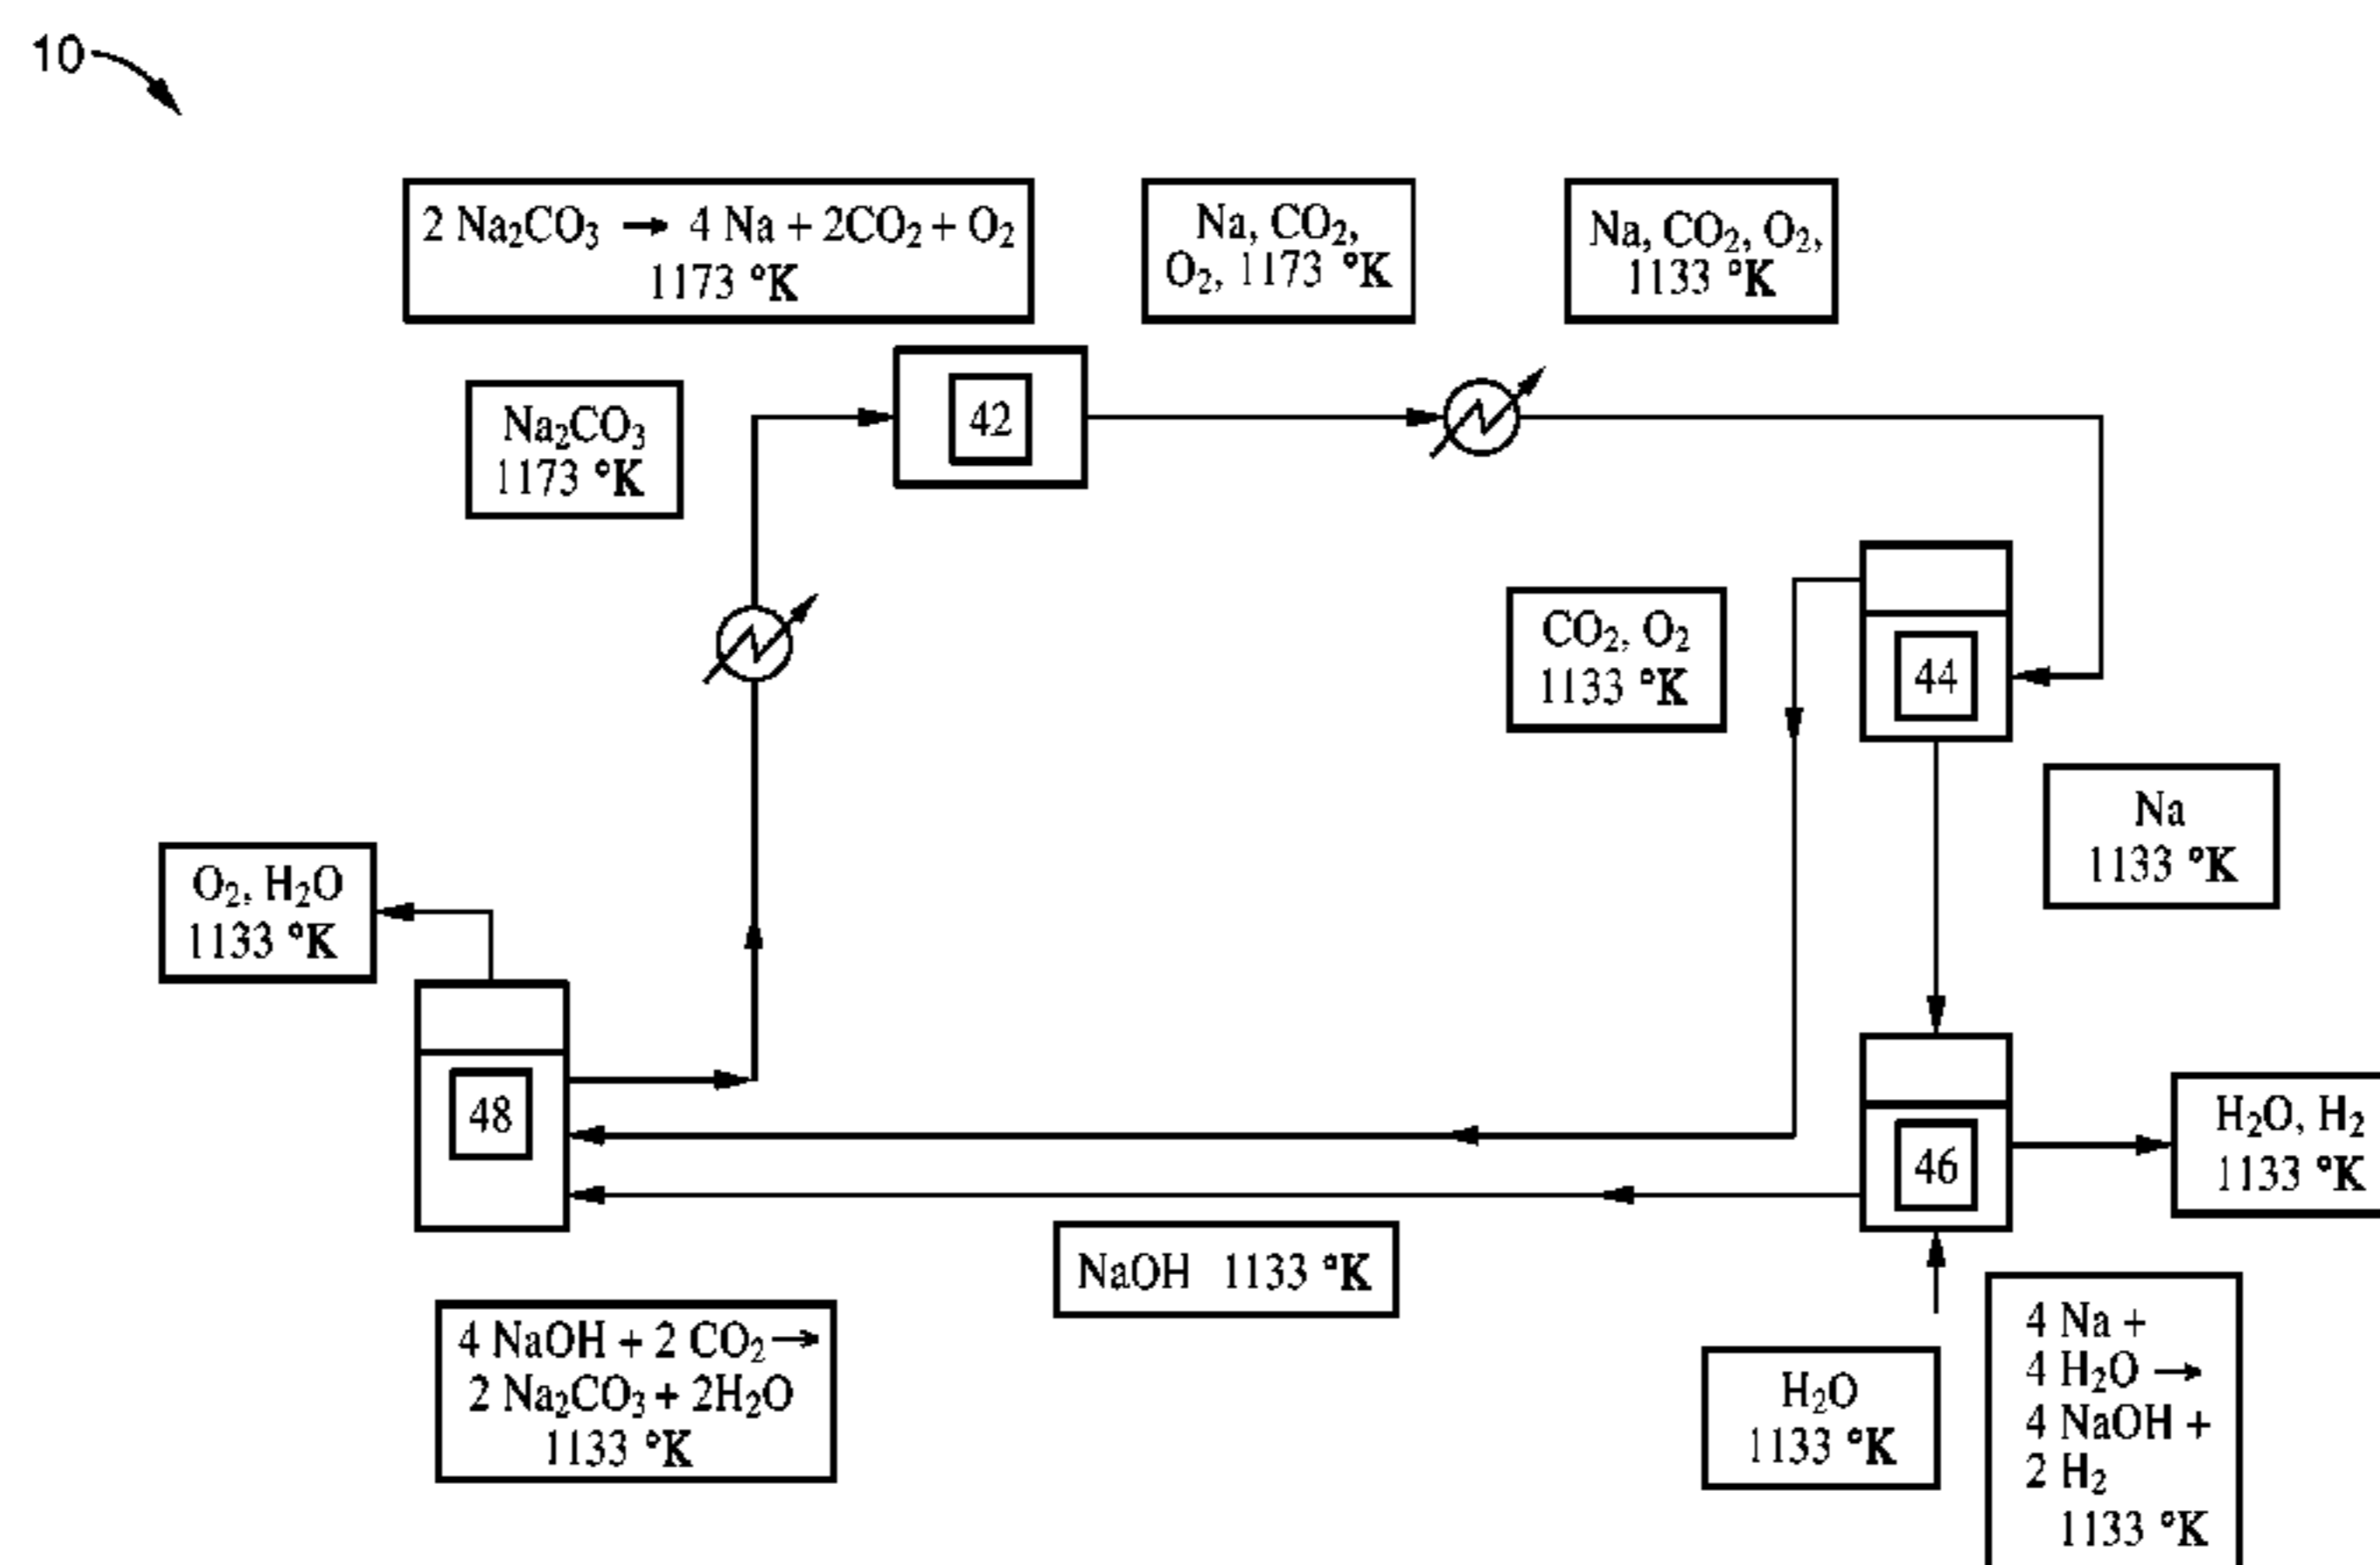 10
2 Na₂CO₃ → 4 Na + 2CO₂ + O₂
1173 °K
Na, CO₂,
O₂, 1173 °K
Na, CO₂, O₂,
1133 °K
Na₂CO₃
1173 °K
42
CO₂, O₂
1133 °K
44
Na
1133 °K
O₂, H₂O
1133 °K
48
46
H₂O, H₂
1133 °K
NaOH 1133 °K
4 NaOH + 2 CO₂ →
2 Na₂CO₃ + 2H₂O
1133 °K
H₂O
1133 °K
4 Na +
4 H₂O →
4 NaOH +
2 H₂
1133 °K